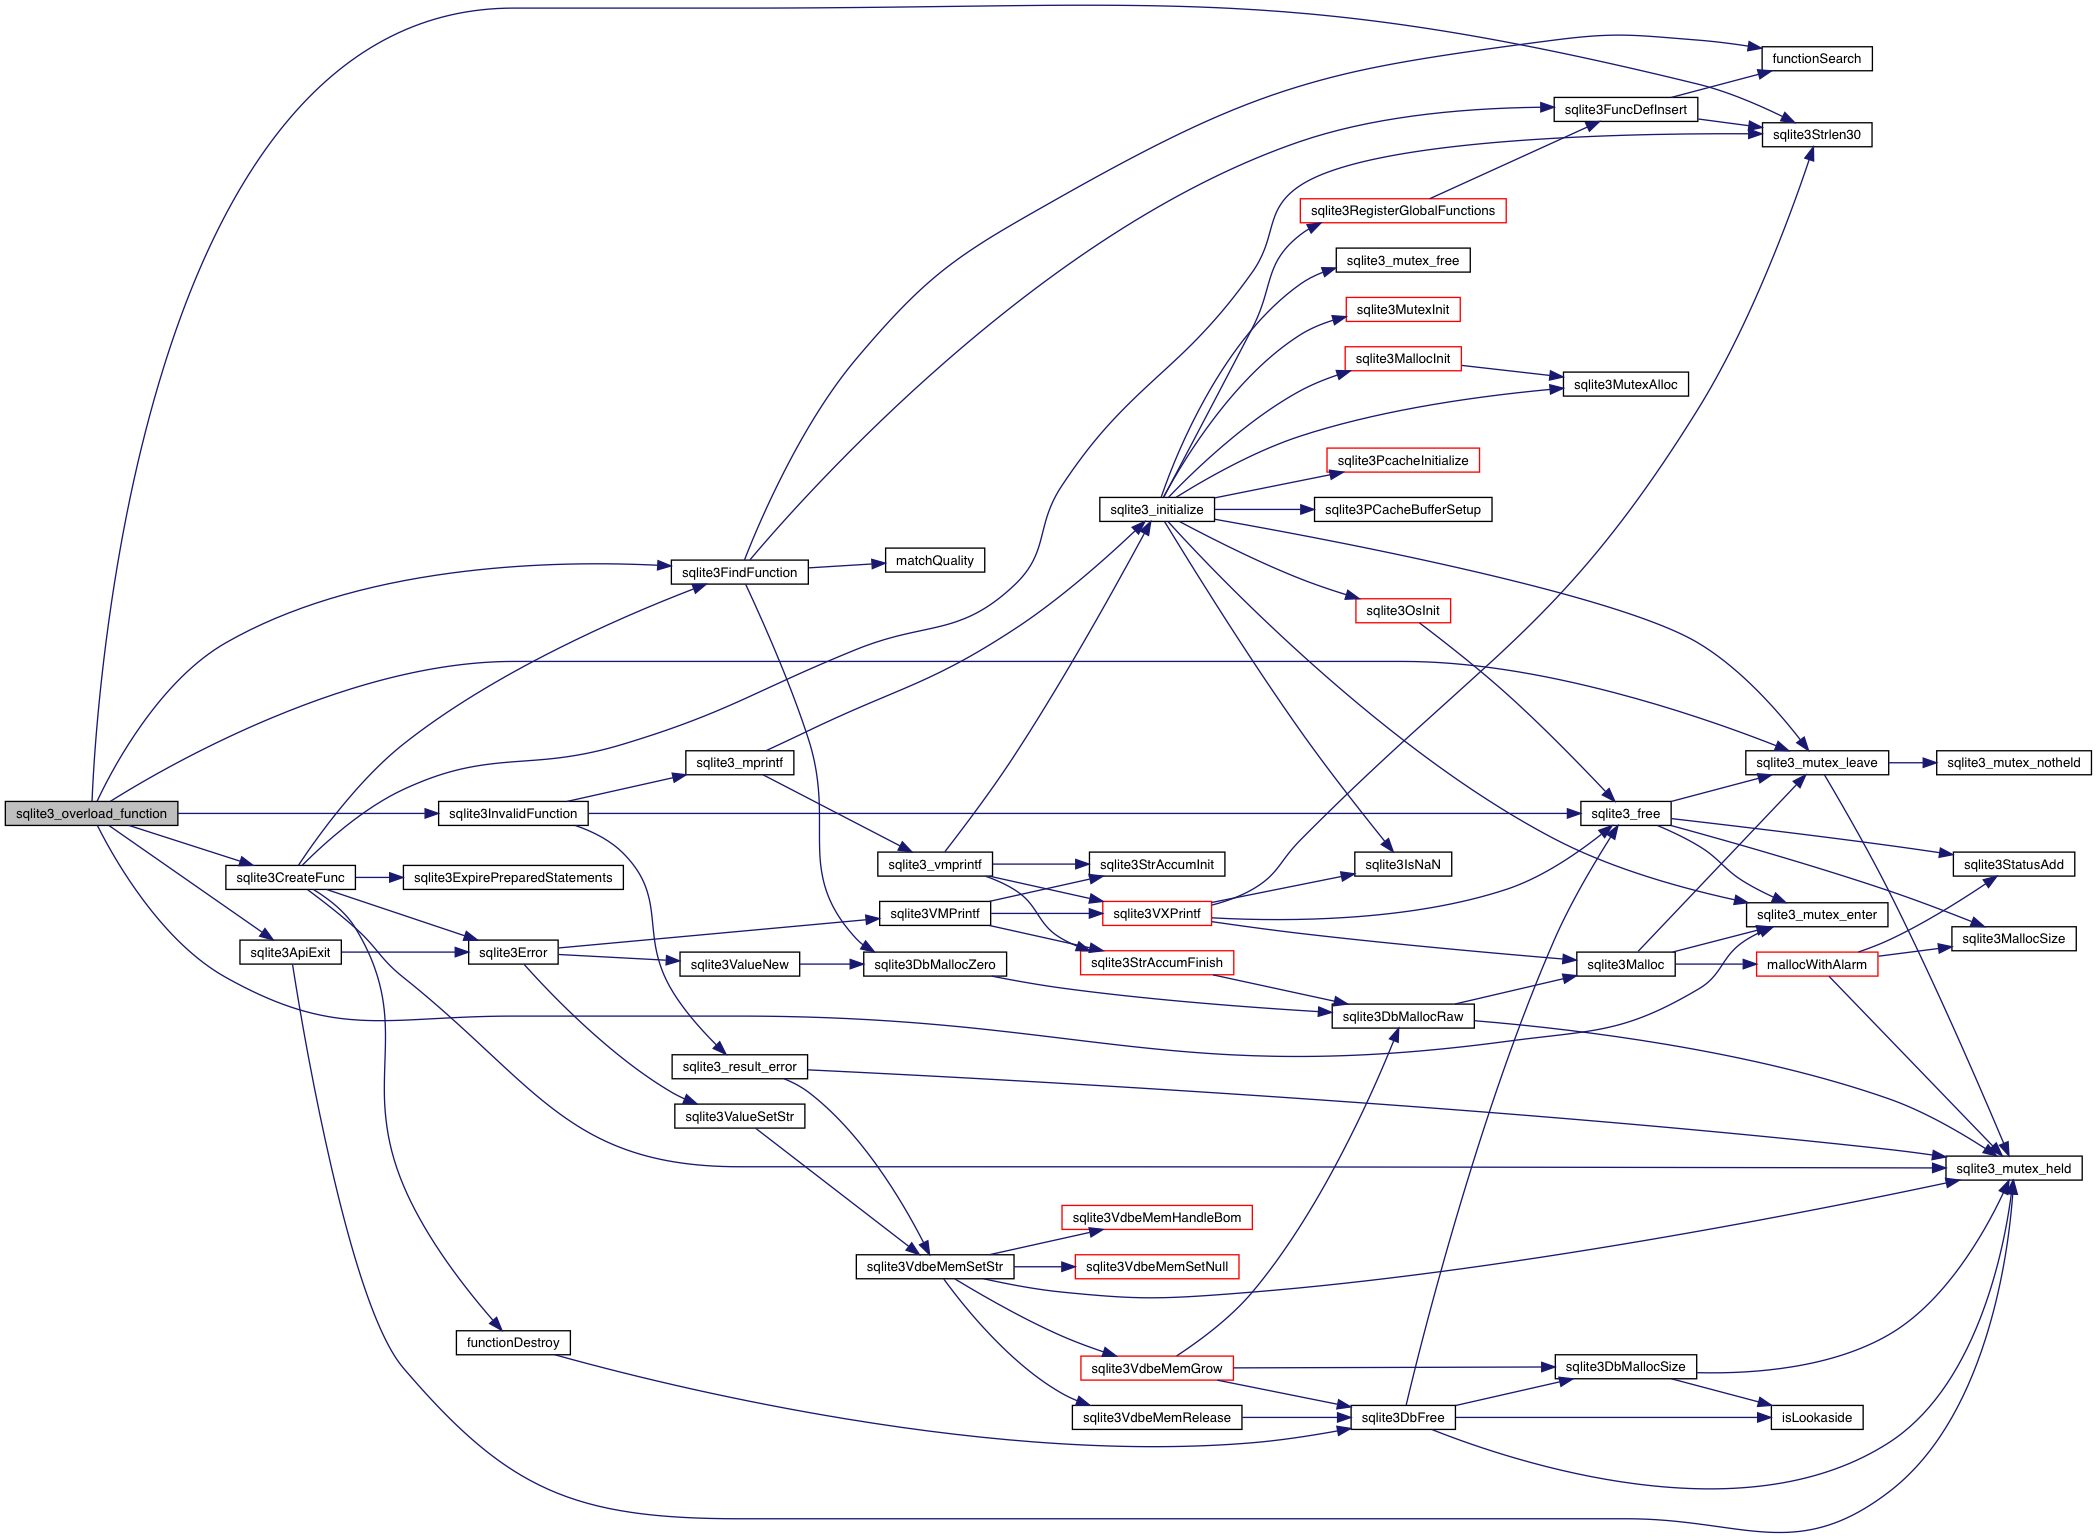 functionSearch
sqlite3FuncDefInsert
sqlite3Strlen30
sqlite3RegisterGlobalFunctions
sqlite3_mutex_free
sqlite3MutexInit
sqlite3MallocInit
sqlite3MutexAlloc
sqlite3PcacheInitialize
sqlite3_initialize
sqlite3PCacheBufferSetup
matchQuality
sqlite3FindFunction
sqlite3OsInit
sqlite3_mprintf
sqlite3_mutex_leave
sqlite3_mutex_notheld
sqlite3_overload_function
sqlite3InvalidFunction
sqlite3_free
sqlite3_vmprintf
sqlite3StrAccumInit
sqlite3IsNaN
sqlite3StatusAdd
sqlite3CreateFunc
sqlite3ExpirePreparedStatements
sqlite3VMPrintf
sqlite3VXPrintf
sqlite3_mutex_enter
sqlite3MallocSize
sqlite3ApiExit
sqlite3Error
sqlite3ValueNew
sqlite3DbMallocZero
sqlite3StrAccumFinish
sqlite3Malloc
mallocWithAlarm
sqlite3DbMallocRaw
sqlite3_result_error
sqlite3ValueSetStr
sqlite3_mutex_held
sqlite3VdbeMemHandleBom
sqlite3VdbeMemSetStr
sqlite3VdbeMemSetNull
functionDestroy
sqlite3VdbeMemGrow
sqlite3DbMallocSize
sqlite3VdbeMemRelease
sqlite3DbFree
isLookaside